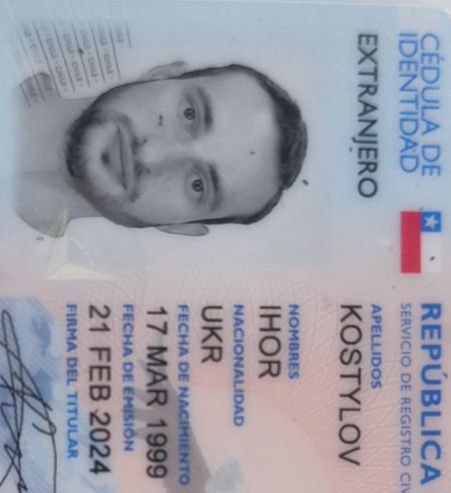 CÉDULA DE
IDENTIDAD
EXTRANJERO
REPÚBLICA
SERVICIO DE REGISTRO CI
APELLIDOS
KOSTYLOV
NOMBRES
IHOR
NACIONALIDAD
UKR
FECHA DE NACIMIENTO
17 MAR 1999
FECHA DE EMISIÓN
21 FEB 2024
FIRMA DEL TITULAR